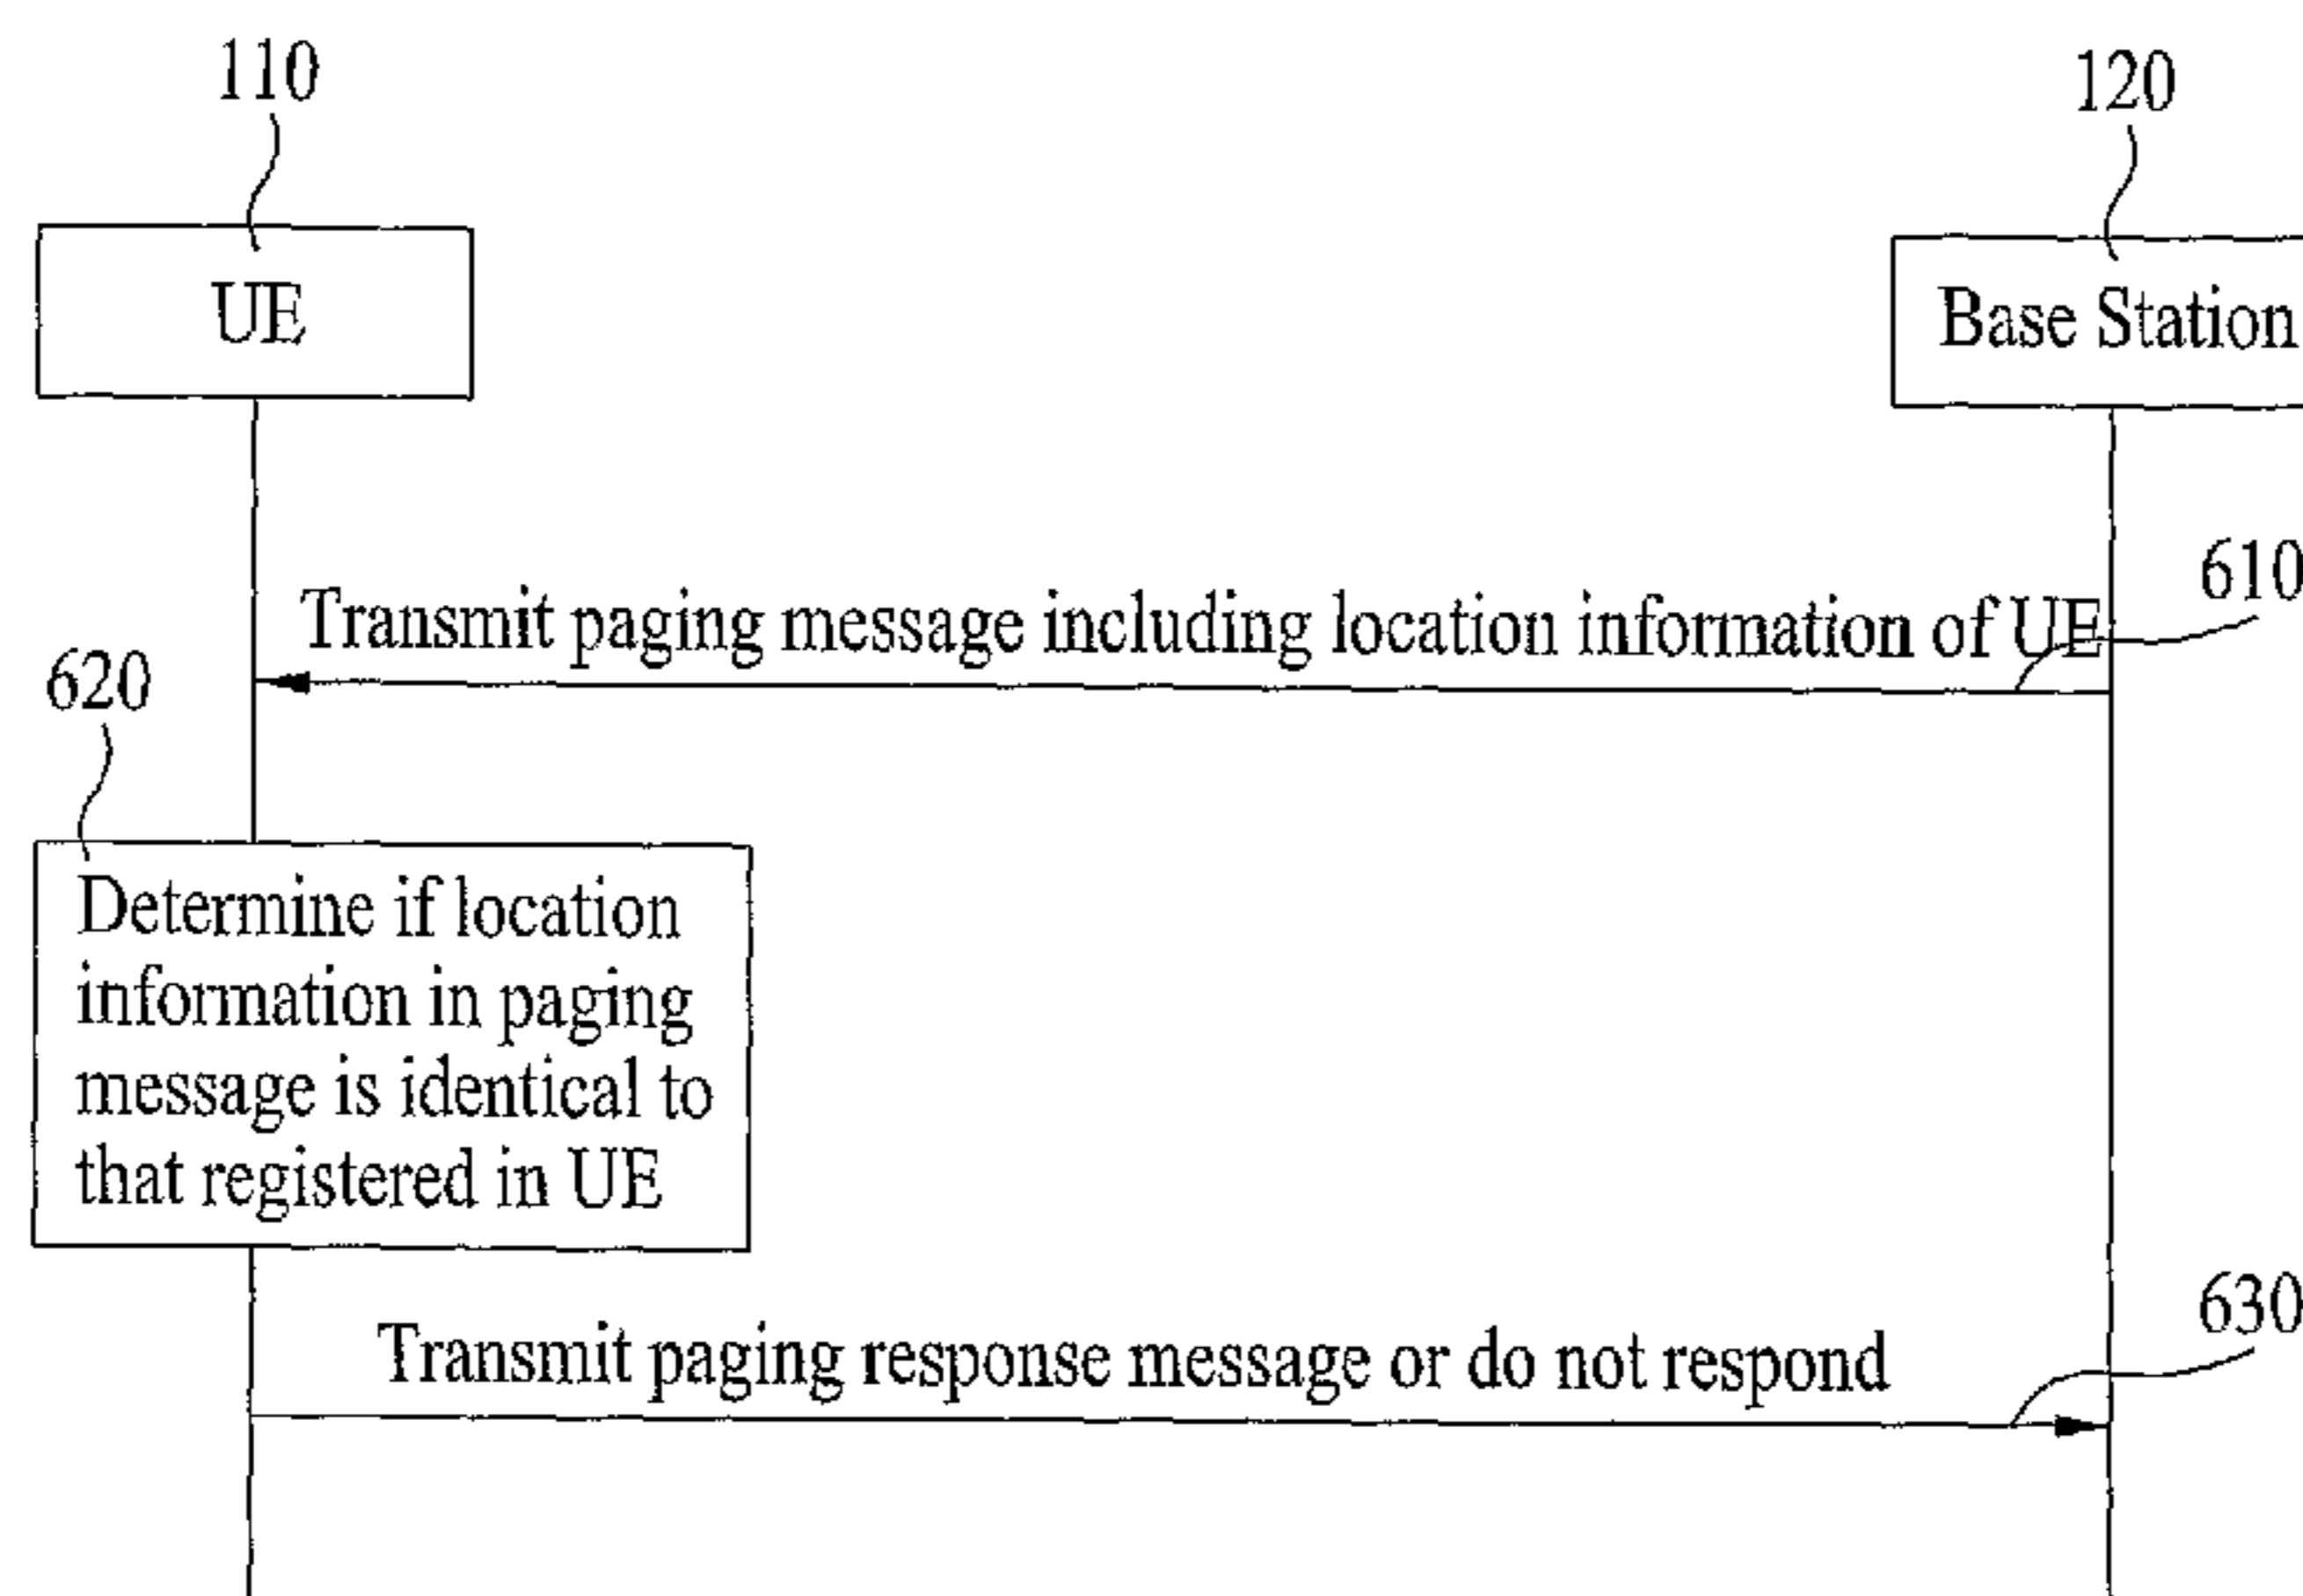 110
120
UE
Base Station
610
Transmit paging message including location information of UE
620
Determine if location
information in paging
message is identical to
that registered in UE
630
Transmit paging response message or do not respond